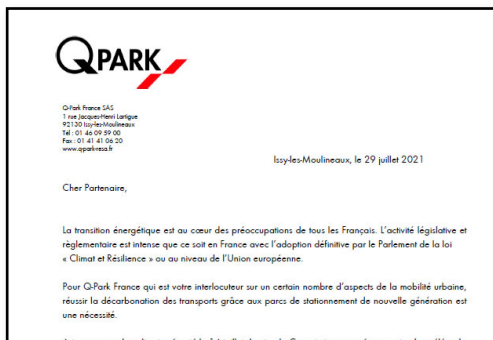 QPARK
Q-Park France SAS
1 rue Jacques-Henri Lartigue
92130 Issy-les-Moulineaux
Tél : 01 46 09 59 00
Fax : 01 41 41 06 20
www.qparkresa.fr
Issy-les-Moulineaux, le 29 juillet 2021
Cher Partenaire,
La transition énergétique est au cœur des préoccupations de tous les Français. L'activité législative et
règlementaire est intense que ce soit en France avec l'adoption définitive par le Parlement de la loi
« Climat et Résilience » ou au niveau de l'Union européenne.
Pour Q-Park France qui est votre interlocuteur sur un certain nombre d'aspects de la mobilité urbaine,
réussir la décarbonation des transports grâce aux parcs de stationnement de nouvelle génération est
une nécessité.